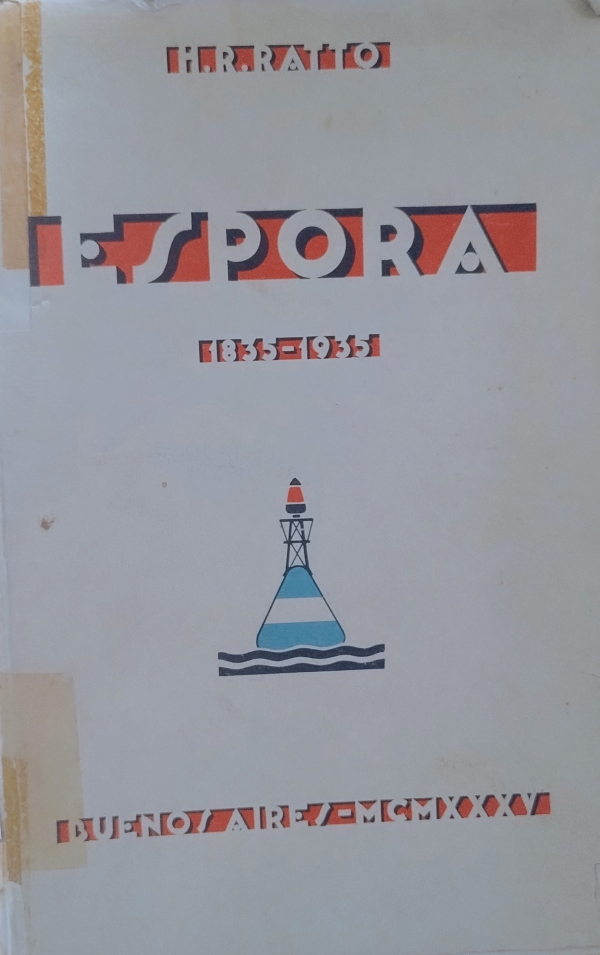 H.R.RATTO
ESPORA
1835-1935
BUENOS AIRES-MCMXXXV